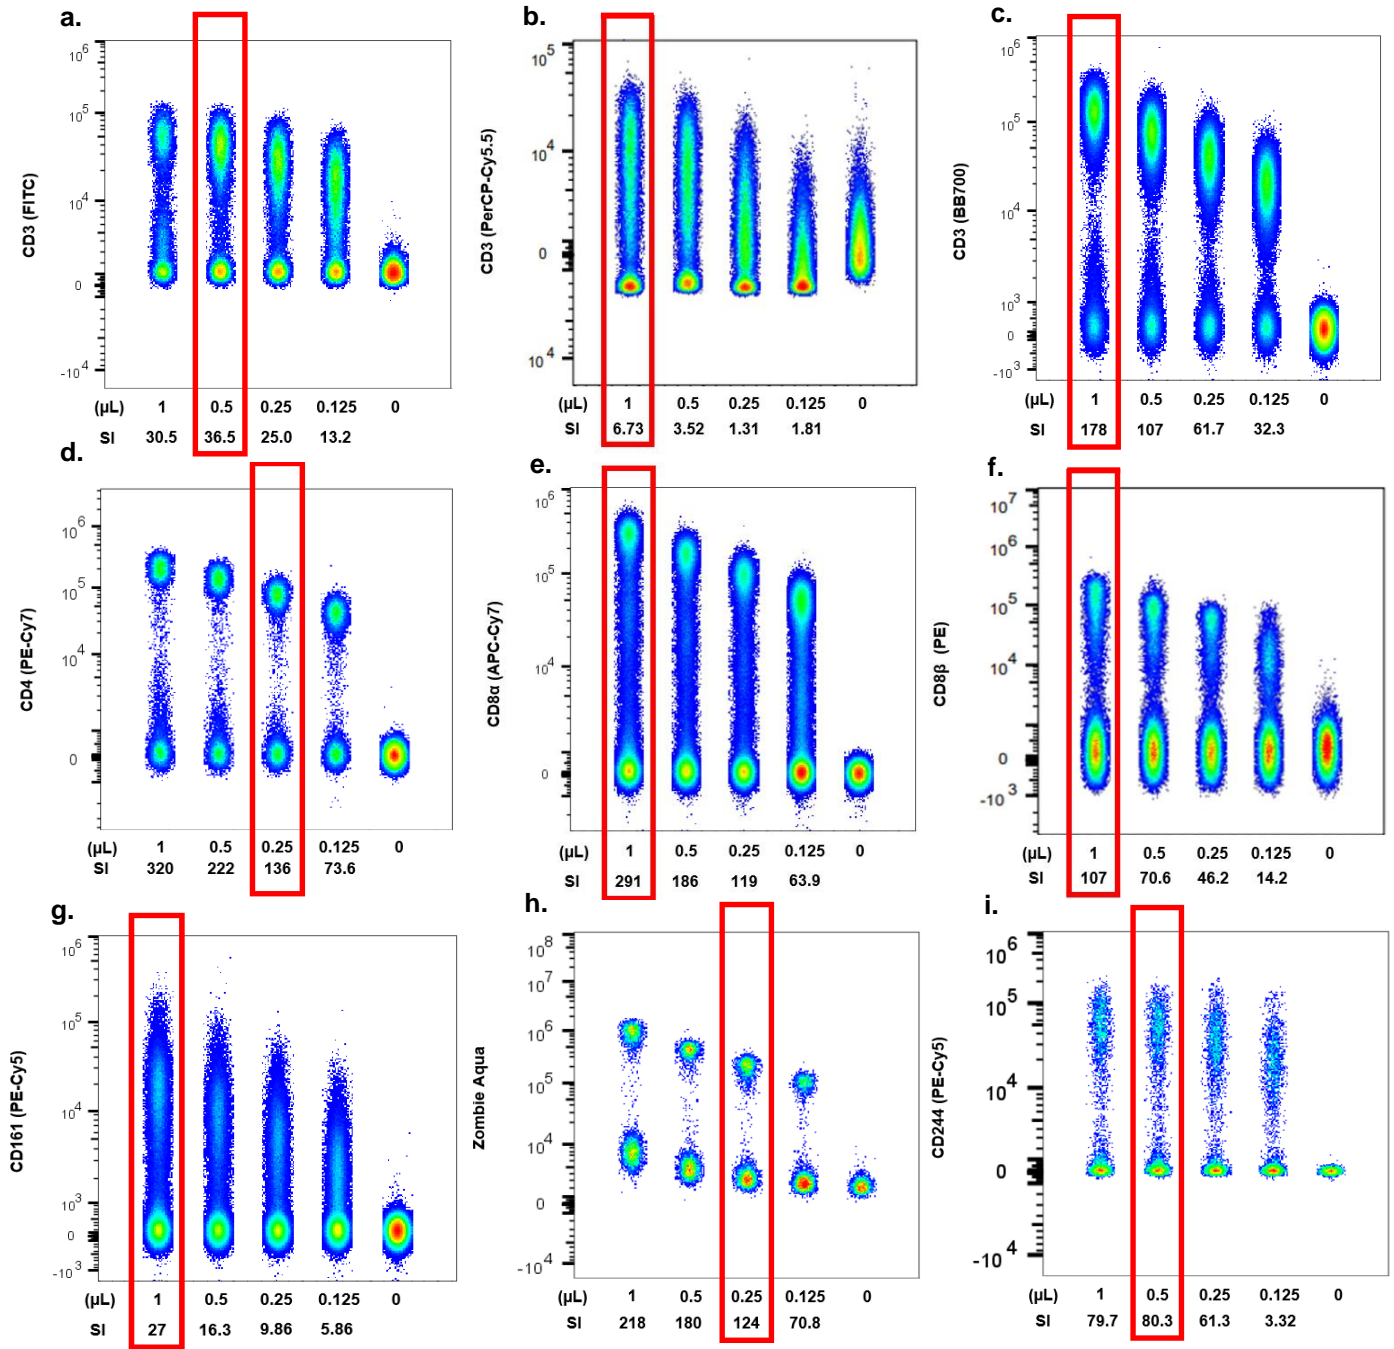 a.
10^6
10^5
10^4
0
-10^4
CD3 (FITC)
(µL) 1 0.5 0.25 0.125 0
SI 30.5 36.5 25.0 13.2
b.
10^5
10^4
0
10^4
CD3 (PerCP-Cy5.5)
1 0.5 0.25 0.125 0
(µL)
SI 6.73 3.52 1.31 1.81
c.
10^6
10^5
10^4
10^3
0
-10^3
CD3 (BB700)
(µL) 1 0.5 0.25 0.125 0
SI 178 107 61.7 32.3
d.
10^6
10^5
10^4
0
CD4 (PE-Cy7)
(µL) 1 0.5 0.25 0.125 0
SI 320 222 136 73.6
e.
10^6
10^5
10^4
0
CD8α (APC-Cy7)
(µL) 1 0.5 0.25 0.125 0
SI 291 186 119 63.9
f.
10^7
10^6
10^5
10^4
0
-10^3
CD8β (PE)
(µL) 1 0.5 0.25 0.125 0
SI 107 70.6 46.2 14.2
g.
10^6
10^5
10^4
10^3
0
-10^3
CD161 (PE-Cy5)
(µL) 1 0.5 0.25 0.125 0
SI 27 16.3 9.86 5.86
h.
10^8
10^7
10^6
10^5
10^4
0
-10^4
Zombie Aqua
(µL) 1 0.5 0.25 0.125 0
SI 218 180 124 70.8
i.
10^6
10^5
10^4
0
-10^4
CD244 (PE-Cy5)
(µL) 1 0.5 0.25 0.125 0
SI 79.7 80.3 61.3 3.32